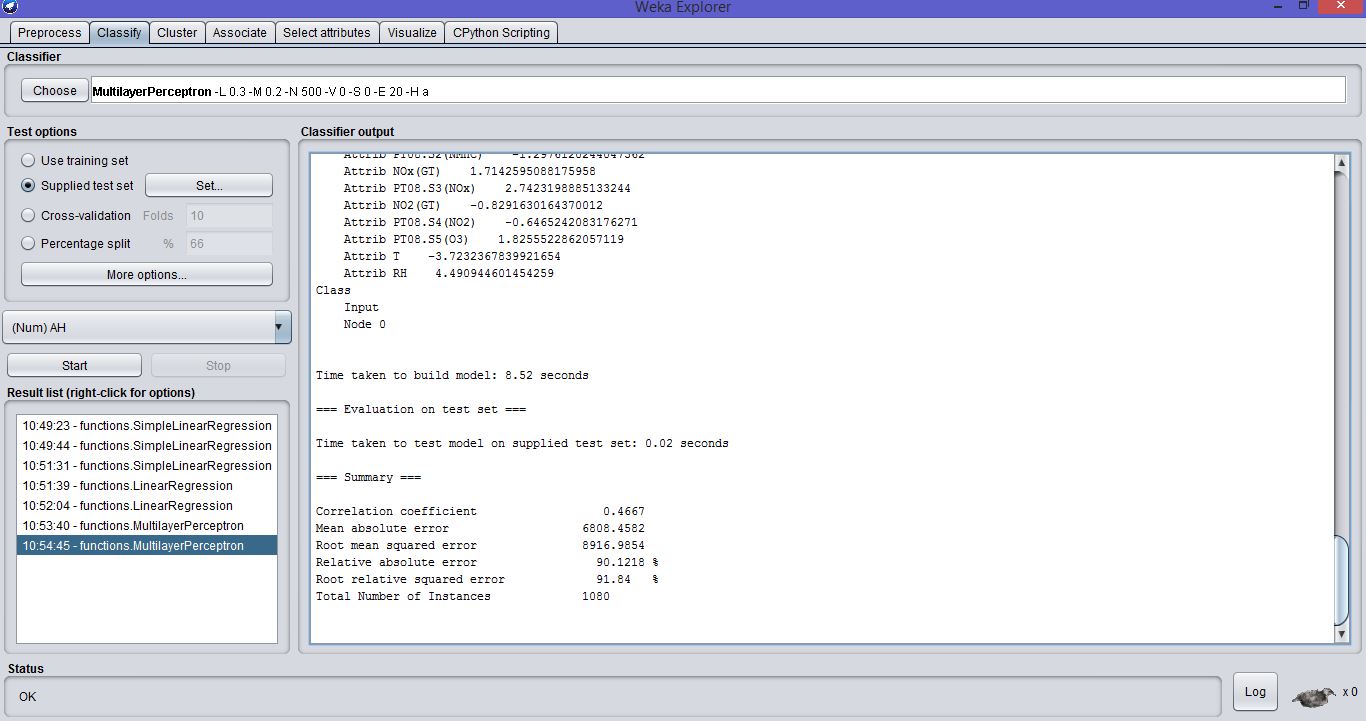 Weka Explorer
Preprocess Classify Cluster Associate Select attributes Visualize CPython Scripting
Classifier
Choose MultilayerPerceptron -L 0.3 -M 0.2 -N 500 -V 0 -S 0 -E 20 -H a
Test options
Use training set
Supplied test set Set...
Cross-validation Folds 10
Percentage split % 66
More options...
(Num) AH
Start Stop
Result list (right-click for options)
10:49:23 - functions.SimpleLinearRegression
10:49:44 - functions.SimpleLinearRegression
10:51:31 - functions.SimpleLinearRegression
10:51:39 - functions.LinearRegression
10:52:04 - functions.LinearRegression
10:53:40 - functions.MultilayerPerceptron
10:54:45 - functions.MultilayerPerceptron
Classifier output
Attrib PT08.S2(NMHC) -1.2976120244047362
Attrib NOx(GT) 1.7142595088175958
Attrib PT08.S3(NOx) 2.7423198885133244
Attrib NO2(GT) -0.8291630164370012
Attrib PT08.S4(NO2) -0.6465242083176271
Attrib PT08.S5(O3) 1.8255522862057119
Attrib T -3.7232367839921654
Attrib RH 4.490944601454259
Class
Input
Node 0
Time taken to build model: 8.52 seconds
=== Evaluation on test set ===
Time taken to test model on supplied test set: 0.02 seconds
=== Summary ===
Correlation coefficient 0.4667
Mean absolute error 6808.4582
Root mean squared error 8916.9854
Relative absolute error 90.1218 %
Root relative squared error 91.84 %
Total Number of Instances 1080
Status
OK
Log
x 0